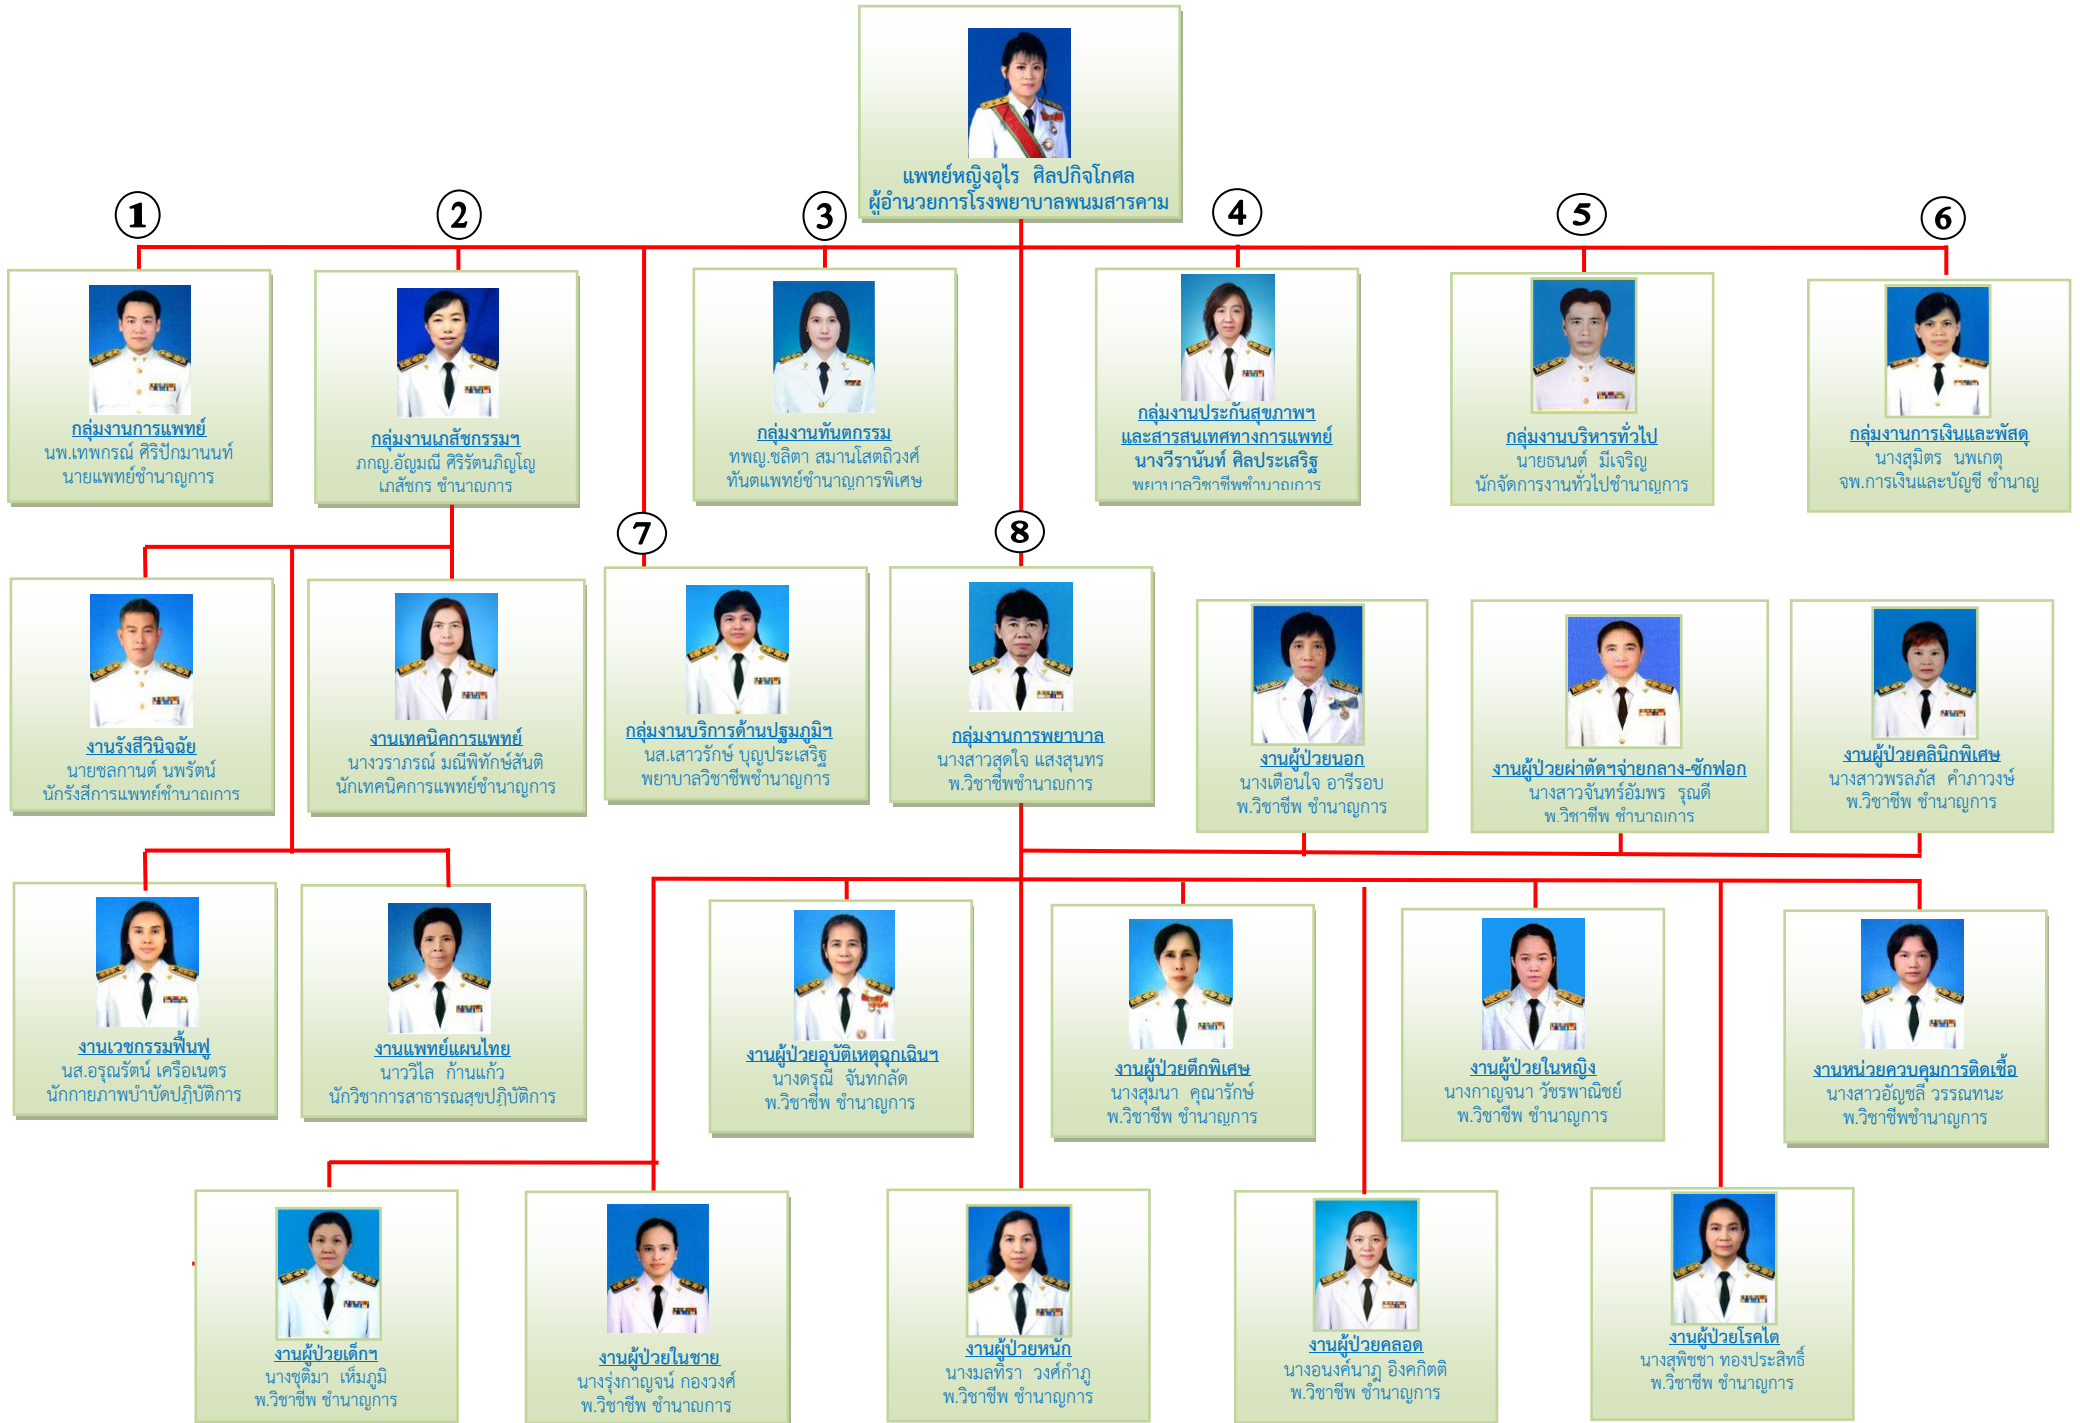 แพทย์หญิงอุไร ศิลปกิจโกศล
ผู้อำนวยการโรงพยาบาลพนมสารคาม
1
2
3
4
5
6
กลุ่มงานการแพทย์
นพ.เทพกรณ์ ศิริปักมานนท์
นายแพทย์ชำนาญการ
กลุ่มงานเภสัชกรรมฯ
ภกญ.อัญมณี ศิริรัตนภิญโญ
เภสัชกร ชำนาญการ
กลุ่มงานทันตกรรม
ทพญ.ชลิตา สมานโสตถิวงศ์
ทันตแพทย์ชำนาญการพิเศษ
กลุ่มงานประกันสุขภาพฯ
และสารสนเทศทางการแพทย์
นางวีรานันท์ ศิลประเสริฐ
พยาบาลวิชาชีพชำนาญการ
กลุ่มงานบริหารทั่วไป
นายธนนต์ มีเจริญ
นักจัดการงานทั่วไปชำนาญการ
กลุ่มงานการเงินและพัสดุ
นางสุมิตร นพเกตุ
จพ.การเงินและบัญชี ชำนาญ
7
8
งานรังสีวินิจฉัย
นายชลกานต์ นพรัตน์
นักรังสีการแพทย์ชำนาญการ
งานเทคนิคการแพทย์
นางวราภรณ์ มณีพิทักษ์สันติ
นักเทคนิคการแพทย์ชำนาญการ
กลุ่มงานบริการด้านปฐมภูมิฯ
นส.เสาวรักษ์ บุญประเสริฐ
พยาบาลวิชาชีพชำนาญการ
กลุ่มงานการพยาบาล
นางสาวสุดใจ แสงสุนทร
พ.วิชาชีพชำนาญการ
งานผู้ป่วยนอก
นางเตือนใจ อารีรอบ
พ.วิชาชีพ ชำนาญการ
งานผู้ป่วยผ่าตัดฯจ่ายกลาง-ซักฟอก
นางสาวจันทร์อัมพร รุณดี
พ.วิชาชีพ ชำนาญการ
งานผู้ป่วยคลินิกพิเศษ
นางสาวพรลภัส คำภาวงษ์
พ.วิชาชีพ ชำนาญการ
งานเวชกรรมฟื้นฟู
นส.อรุณรัตน์ เครือเนตร
นักกายภาพบำบัดปฏิบัติการ
งานแพทย์แผนไทย
นาววิไล ก้านแก้ว
นักวิชาการสาธารณสุขปฏิบัติการ
งานผู้ป่วยอุบัติเหตุฉุกเฉินฯ
นางดรุณี จันทกลัด
พ.วิชาชีพ ชำนาญการ
งานผู้ป่วยตึกพิเศษ
นางสุมนา คุณารักษ์
พ.วิชาชีพ ชำนาญการ
งานผู้ป่วยในหญิง
นางกาญจนา วัชรพาณิชย์
พ.วิชาชีพ ชำนาญการ
งานหน่วยควบคุมการติดเชื้อ
นางสาวอัญชลี วรรณทนะ
พ.วิชาชีพชำนาญการ
งานผู้ป่วยเด็กฯ
นางชุติมา เห็มภูมิ
พ.วิชาชีพ ชำนาญการ
งานผู้ป่วยในชาย
นางรุ่งกาญจน์ กองวงศ์
พ.วิชาชีพ ชำนาญการ
งานผู้ป่วยหนัก
นางมลทิรา วงศ์กำภู
พ.วิชาชีพ ชำนาญการ
งานผู้ป่วยคลอด
นางอนงค์นาฎ อิงคกิตติ
พ.วิชาชีพ ชำนาญการ
งานผู้ป่วยโรคไต
นางสุพิชชา ทองประสิทธิ์
พ.วิชาชีพ ชำนาญการ